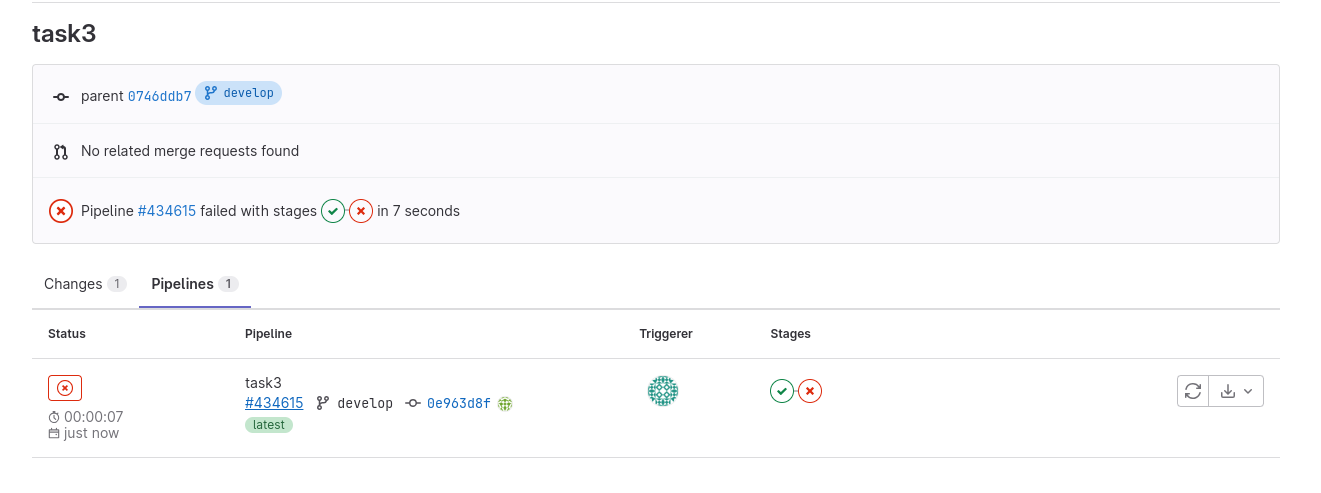 task3
parent 0746ddb7 develop
No related merge requests found
Pipeline #434615 failed with stages in 7 seconds
Changes 1 Pipelines 1
Status Pipeline Triggerer Stages
task3
#434615 develop 0e963d8f
latest
00:00:07
just now